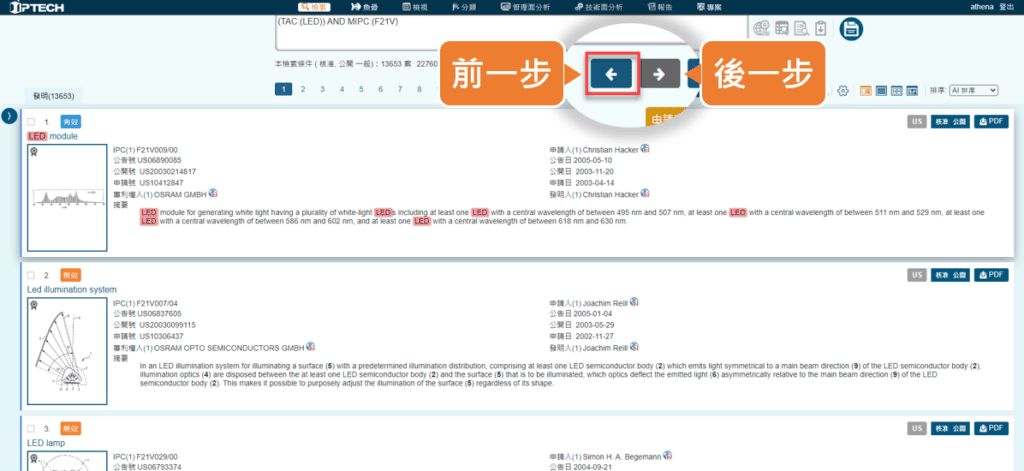 IPTECH
檢索 魚骨 檢視 分類 管理面分析 技術面分析 報告 專案
athena 登出
(TAC (LED)) AND MIPC (F21V)
本檢索條件 ( 核准, 公開 一般) : 13653 篇 22760
前一步
後一步
1 2 3 4 5 6 7 8
排序: AI 排序
發明(13653)
申請
1. 有效
US 核准 公開 PDF
LED module
IPC(1) F21V009/00
公告號 US06890085
公開號 US20030214817
申請號 US10412847
專利權人(1) OSRAM GMBH
申請人(1) Christian Hacker
公告日 2005-05-10
公開日 2003-11-20
申請日 2003-04-14
發明人(1) Christian Hacker
摘要
LED module for generating white light having a plurality of white-light LEDs including at least one LED with a central wavelength of between 495 nm and 507 nm, at least one LED with a central wavelength of between 511 nm and 529 nm, at least one
LED with a central wavelength of between 586 nm and 602 nm, and at least one LED with a central wavelength of between 618 nm and 630 nm.
2. 無效
US 核准 公開 PDF
Led illumination system
IPC(1) F21V007/04
公告號 US06837605
公開號 US20030099115
申請號 US10306437
專利權人(1) OSRAM OPTO SEMICONDUCTORS GMBH
申請人(1) Joachim Reill
公告日 2005-01-04
公開日 2003-05-29
申請日 2002-11-27
發明人(1) Joachim Reill
摘要
In an LED illumination system for illuminating a surface (5) with a predetermined illumination distribution, comprising at least one LED semiconductor body (2) which emits light symmetrical to a main beam direction (9) of the LED semiconductor body (2),
illumination optics (4) are disposed between the at least one LED semiconductor body (2) and the surface (5) that is to be illuminated, which optics deflect the emitted light (6) asymmetrically relative to the main beam direction (9) of the LED
semiconductor body (2). This makes it possible to purposely adjust the illumination of the surface (5) regardless of its shape.
3. 無效
US 核准 公開 PDF
LED lamp
IPC(1) F21V029/00
公告號 US06793374
申請人(1) Simon H. A. Begemann
公告日 2004-09-21